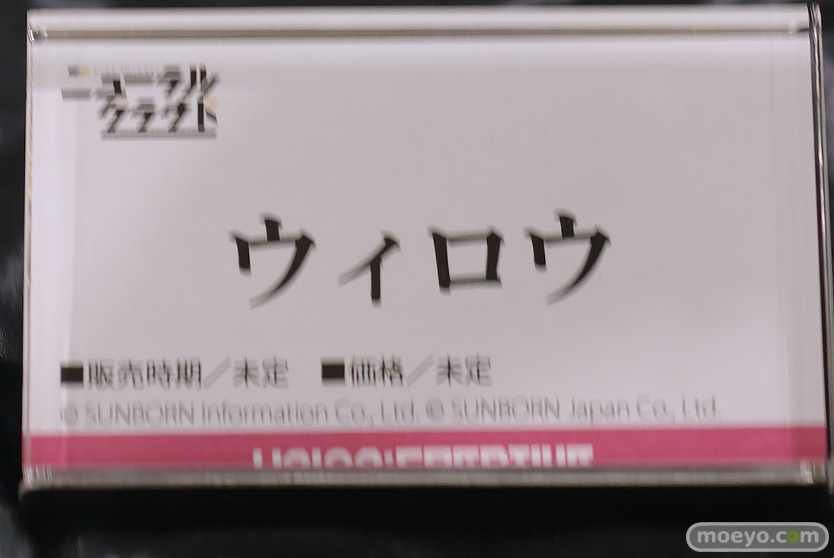 ニューラル
クラウド
ウィロウ
■販売時期／未定 ■価格／未定
© SUNBORN Information Co., Ltd. © SUNBORN Japan Co., Ltd.
moeyo.com